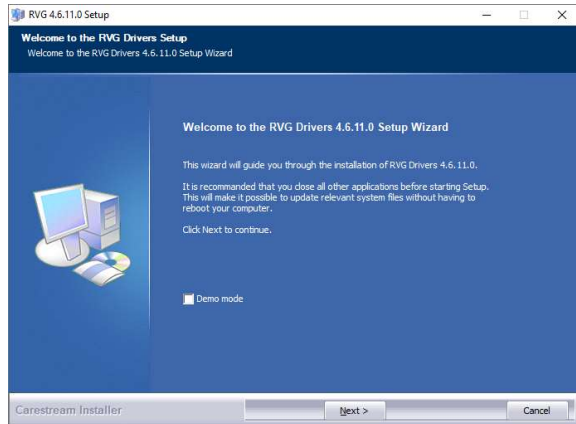 RVG 4.6.11.0 Setup
Welcome to the RVG Drivers Setup
Welcome to the RVG Drivers 4.6.11.0 Setup Wizard
Welcome to the RVG Drivers 4.6.11.0 Setup Wizard
This wizard will guide you through the installation of RVG Drivers 4.6.11.0.
It is recommanded that you close all other applications before starting Setup.
This will make it possible to update relevant system files without having to
reboot your computer.
Click Next to continue.
Demo mode
Carestream Installer
Next >
Cancel